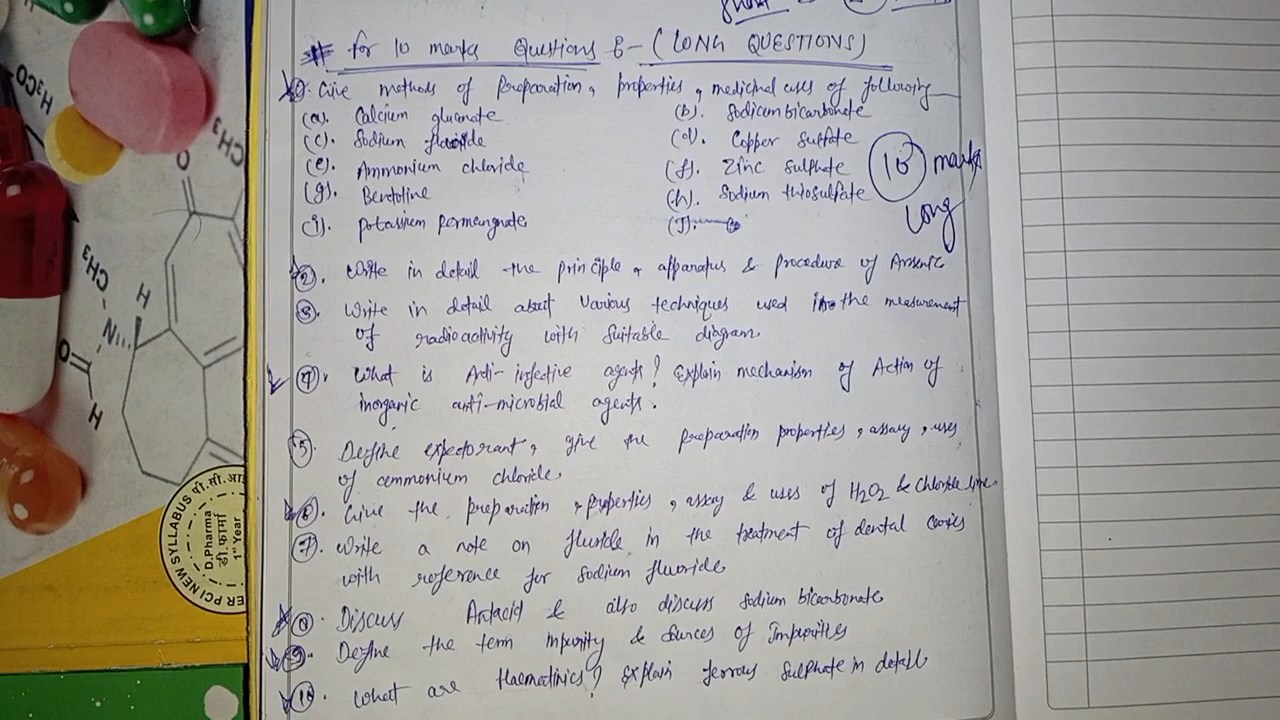 # for 10 marks Questions :- (LONG QUESTIONS)
1). Give methods of Preparation, properties, medicinal uses of following
(a). Calcium gluconate (b). Sodium bicarbonate
(c). Sodium fluoride (d). Copper sulfate
(e). Ammonium chloride (f). Zinc sulphate
(g). Bentoline (h). Sodium thiosulfate
(i). Potassium permangnate (J).
10 marks
Long
2. Write in detail the principle, apparatus & procedure of Arsenic
3. Write in detail about various techniques used in the measurement
of radioactivity with suitable diagram
4. What is Anti-infective agents? Explain mechanism of Action of
inorganic anti-microbial agents.
5. Define expectorant, give the preparation properties, assay, uses
of ammonium chloride.
6. Give the preparation, properties, assay & uses of H2O2 & Chloride lime
7. Write a note on fluoride in the treatment of dental caries
with reference for Sodium fluoride
8. Discuss Antacid & also discuss Sodium bicarbonate
9. Define the term Impurity & Surces of Impurities
10. What are Haematinics? Explain ferrous Sulphate in detail
H3CO
CH3
O
CH3
N
H
O
H
PER PCI NEW SYLLABUS पी.सी.आई
D.Pharma
डी.फार्मा
1st Year